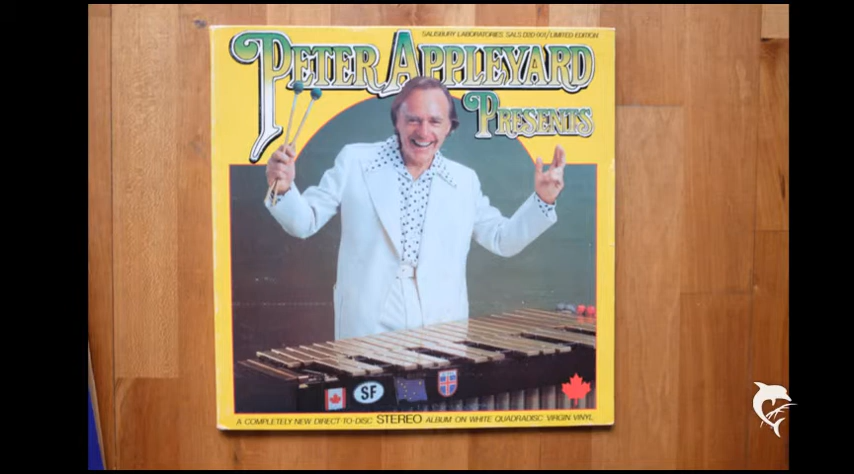 SALISBURY LABORATORIES SALS D20-001/LIMITED EDITION
PETER APPLEYARD
PRESENTS
SF
A COMPLETELY NEW DIRECT-TO-DISC STEREO ALBUM ON WHITE QUADRADISC VIRGIN VINYL.